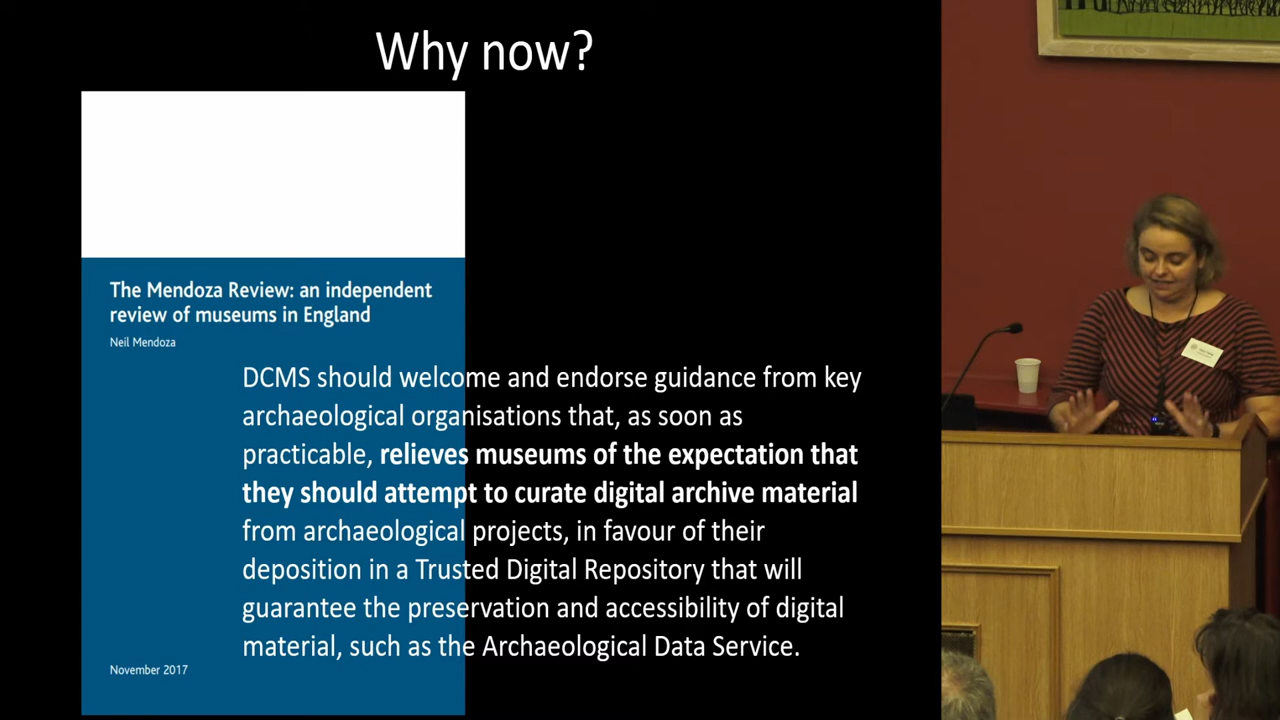 Why now?
The Mendoza Review: an independent
review of museums in England
Neil Mendoza
DCMS should welcome and endorse guidance from key
archaeological organisations that, as soon as
practicable, relieves museums of the expectation that
they should attempt to curate digital archive material
from archaeological projects, in favour of their
deposition in a Trusted Digital Repository that will
guarantee the preservation and accessibility of digital
material, such as the Archaeological Data Service.
November 2017